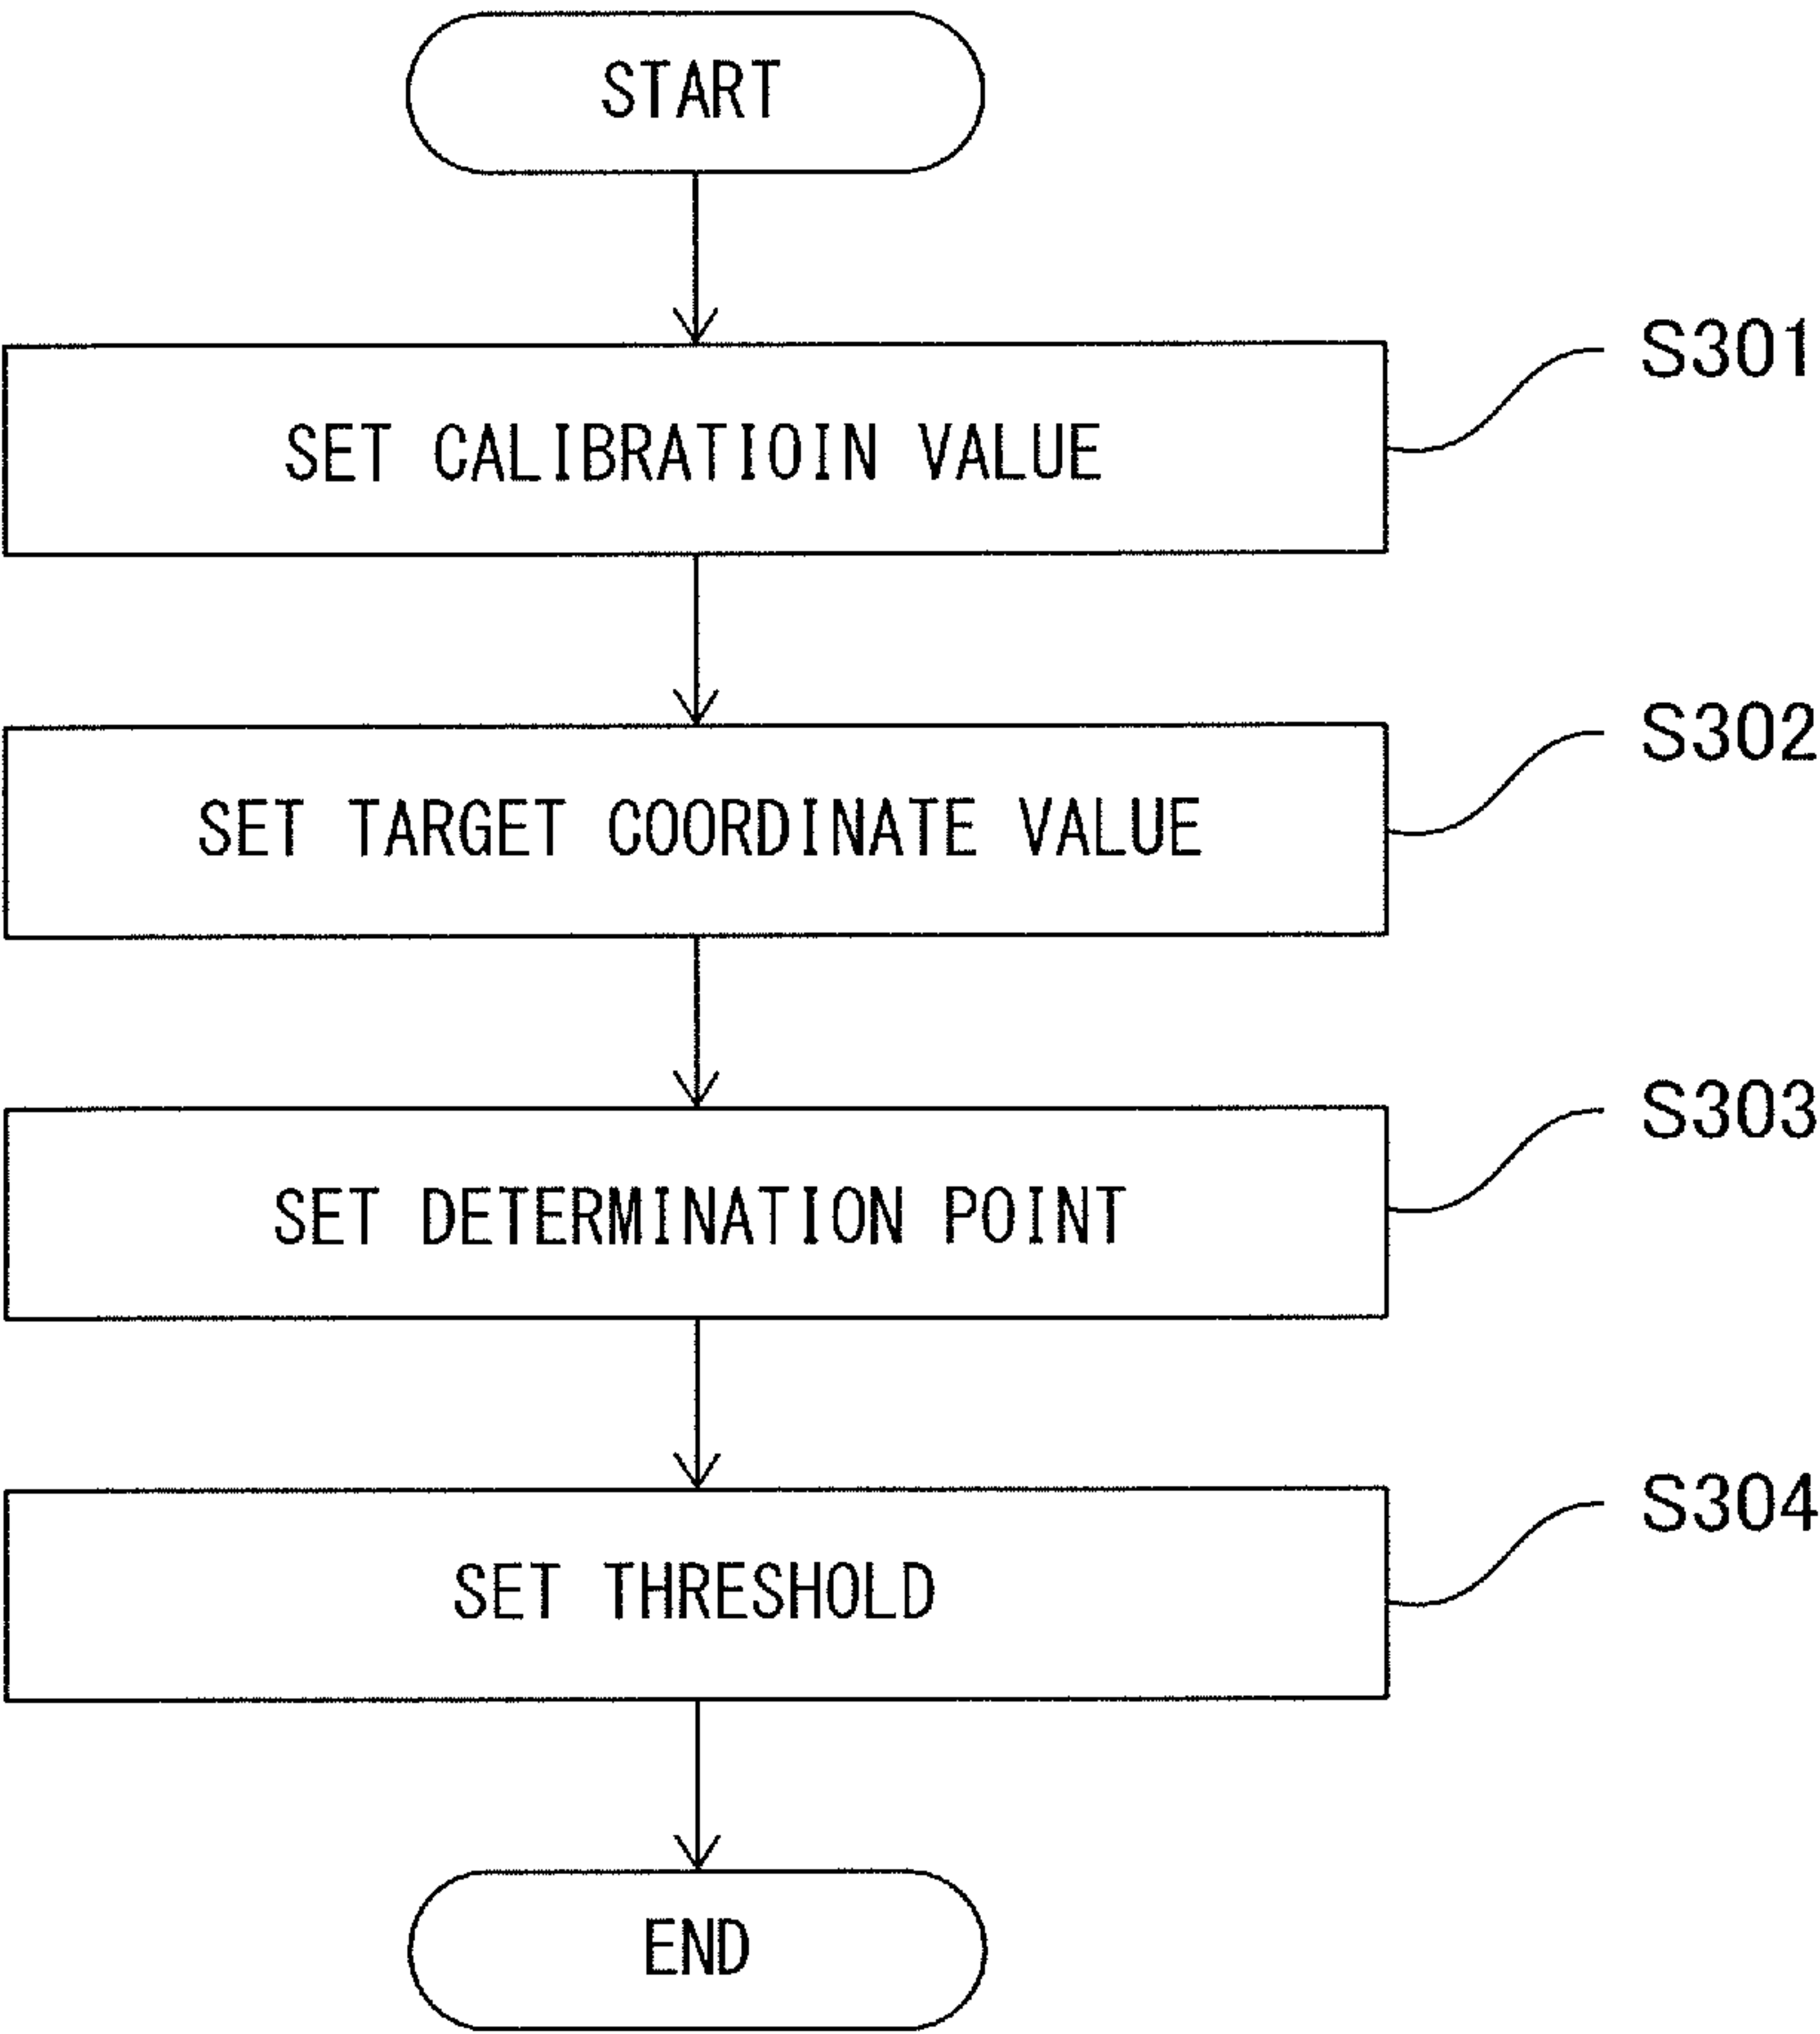 START
S301
SET CALIBRATIOIN VALUE
S302
SET TARGET COORDINATE VALUE
S303
SET DETERMINATION POINT
S304
SET THRESHOLD
END